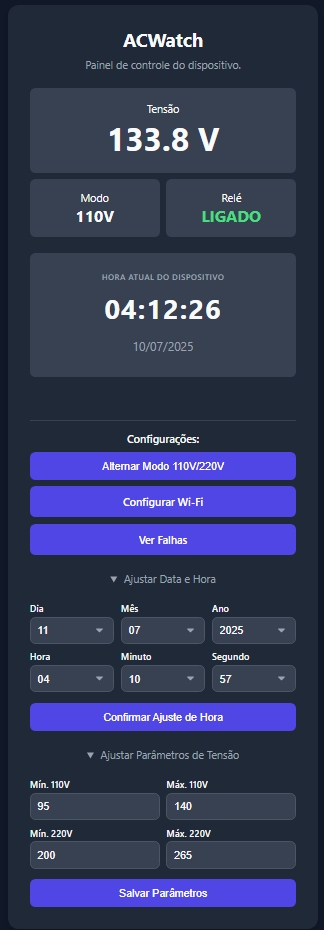 ACWatch
Painel de controle do dispositivo.
Tensão
133.8 V
Modo Relé
110V LIGADO
HORA ATUAL DO DISPOSITIVO
04:12:26
10/07/2025
Configurações:
Alternar Modo 110V/220V
Configurar Wi-Fi
Ver Falhas
▼ Ajustar Data e Hora
Dia Mês Ano
11 07 2025
Hora Minuto Segundo
04 10 57
Confirmar Ajuste de Hora
▼ Ajustar Parâmetros de Tensão
Mín. 110V Máx. 110V
95 140
Mín. 220V Máx. 220V
200 265
Salvar Parâmetros